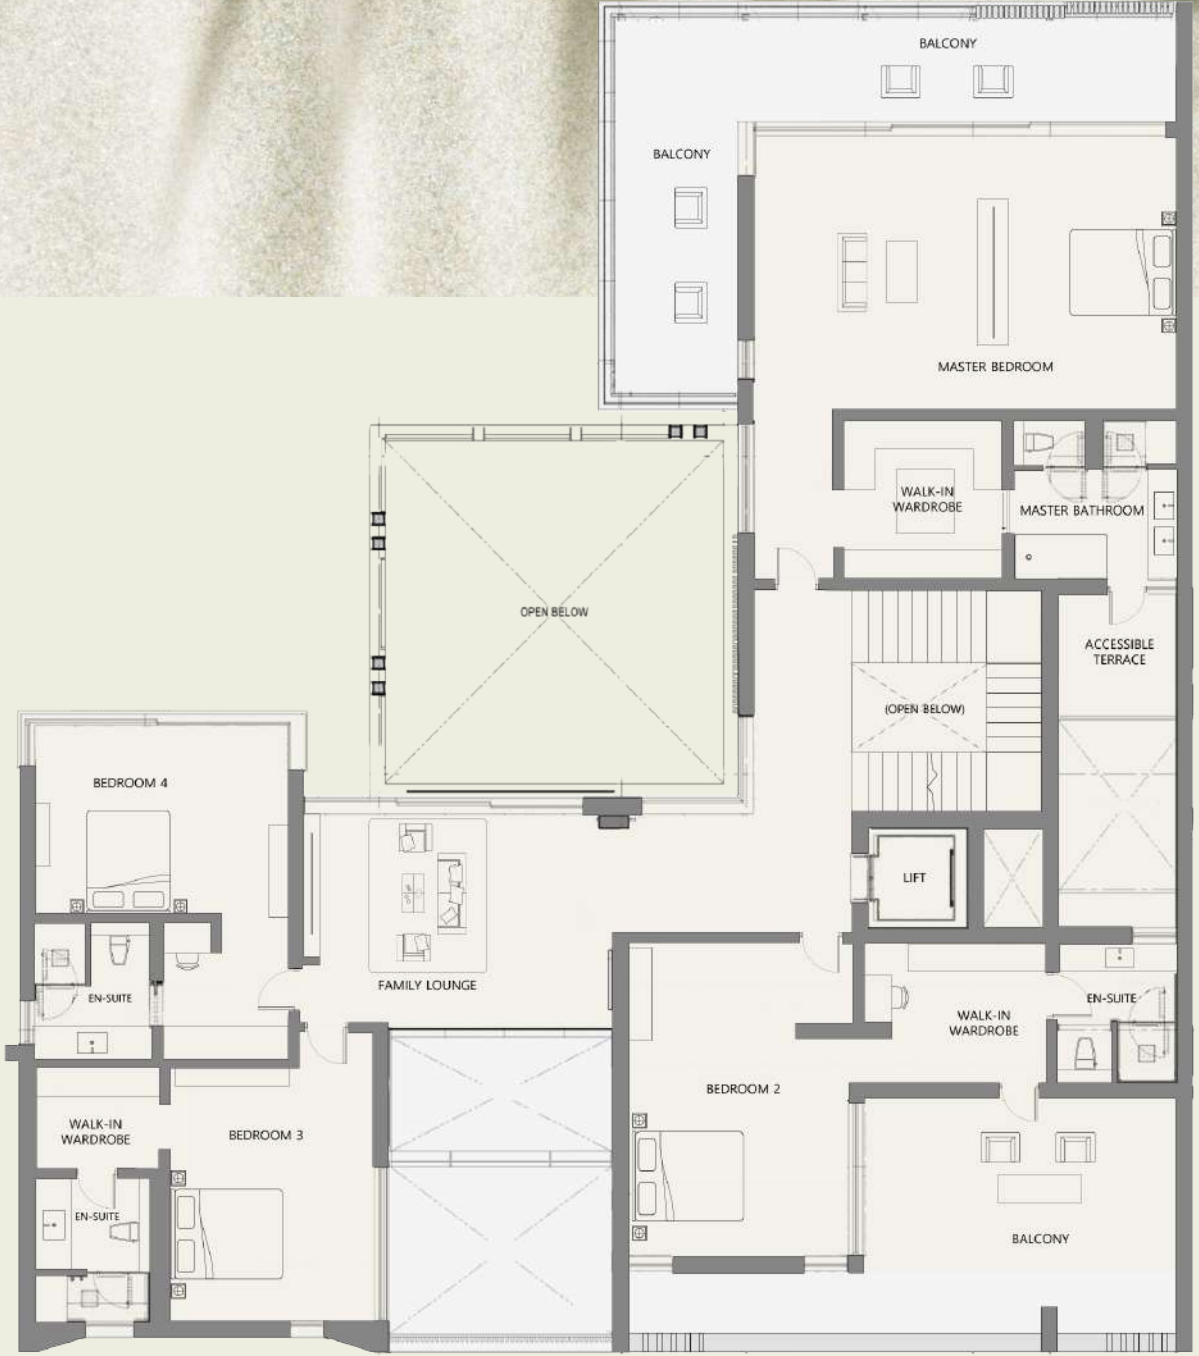 BALCONY
BALCONY
MASTER BEDROOM
WALK-IN
WARDROBE
MASTER BATHROOM
OPEN BELOW
ACCESSIBLE
TERRACE
(OPEN BELOW)
BEDROOM 4
LIFT
FAMILY LOUNGE
EN-SUITE
EN-SUITE
WALK-IN
WARDROBE
BEDROOM 2
WALK-IN
WARDROBE
BEDROOM 3
EN-SUITE
BALCONY